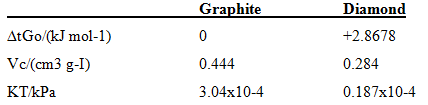 Graphite Diamond
ΔtGo/(kJ mol-1) 0 +2.8678
Vc/(cm3 g-I) 0.444 0.284
KT/kPa 3.04x10-4 0.187x10-4